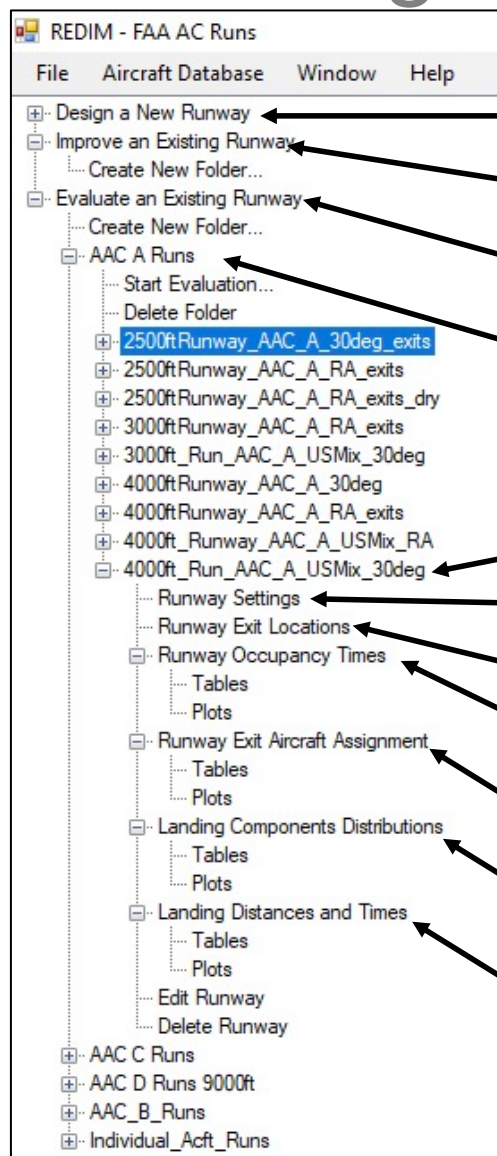 REDIM - FAA AC Runs
File Aircraft Database Window Help
Design a New Runway
Improve an Existing Runway
Create New Folder...
Evaluate an Existing Runway
Create New Folder...
AAC A Runs
Start Evaluation...
Delete Folder
2500ftRunway_AAC_A_30deg_exits
2500ftRunway_AAC_A_RA_exits
2500ftRunway_AAC_A_RA_exits_dry
3000ftRunway_AAC_A_RA_exits
3000ft_Run_AAC_A_USMix_30deg
4000ftRunway_AAC_A_30deg
4000ftRunway_AAC_A_RA_exits
4000ft_Runway_AAC_A_USMix_RA
4000ft_Run_AAC_A_USMix_30deg
Runway Settings
Runway Exit Locations
Runway Occupancy Times
Tables
Plots
Runway Exit Aircraft Assignment
Tables
Plots
Landing Components Distributions
Tables
Plots
Landing Distances and Times
Tables
Plots
Edit Runway
Delete Runway
AAC C Runs
AAC D Runs 9000ft
AAC_B_Runs
Individual_Acft_Runs